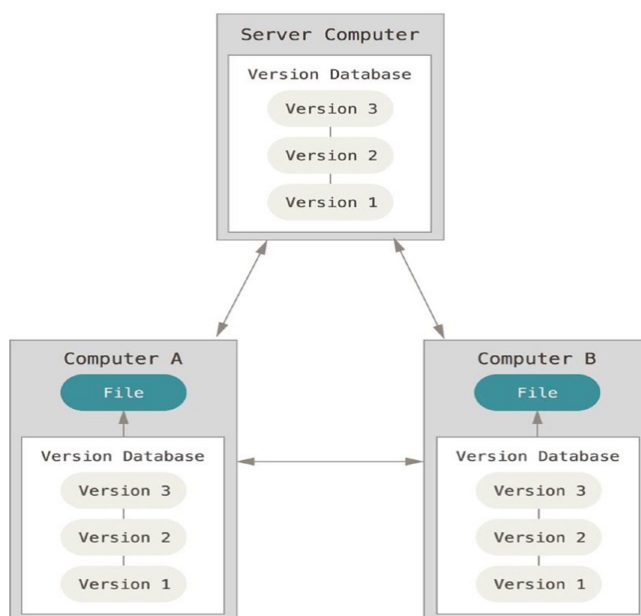 Server Computer
Version Database
Version 3
Version 2
Version 1
Computer A
File
Version Database
Version 3
Version 2
Version 1
Computer B
File
Version Database
Version 3
Version 2
Version 1